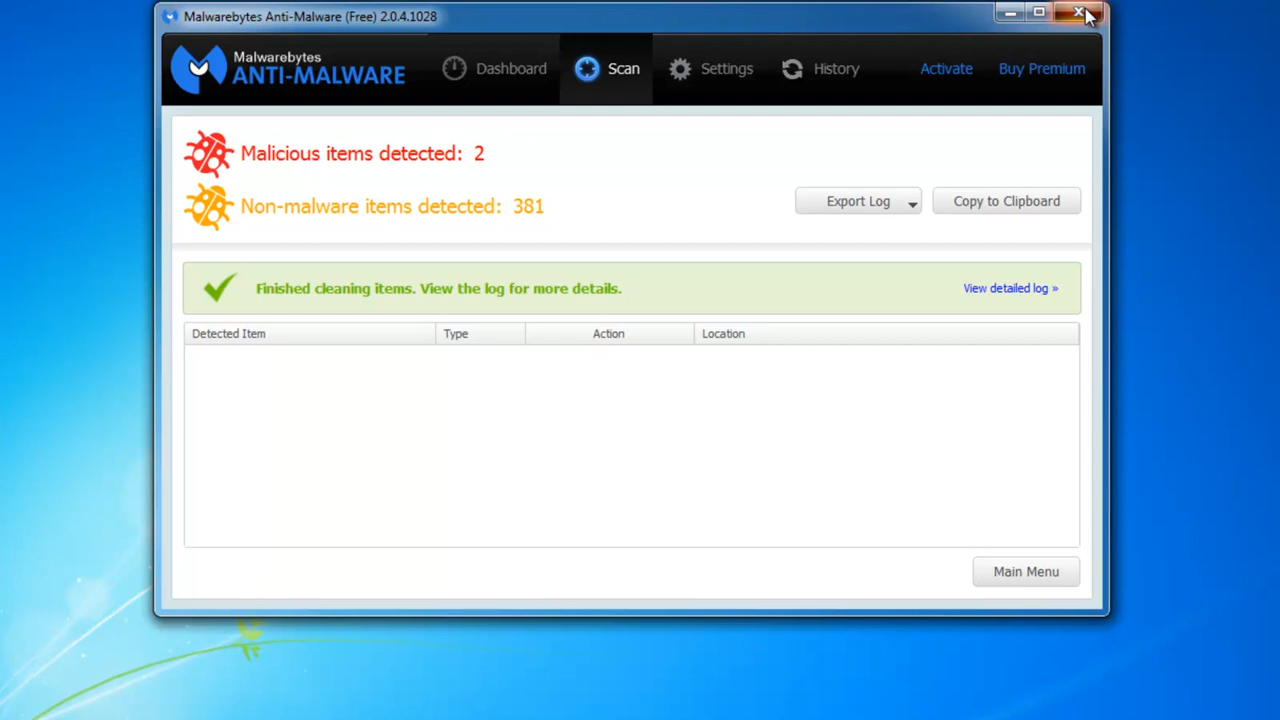 Malwarebytes Anti-Malware (Free) 2.0.4.1028
Malwarebytes
ANTI-MALWARE
Dashboard
Scan
Settings
History
Activate
Buy Premium
Malicious items detected: 2
Non-malware items detected: 381
Export Log
Copy to Clipboard
Finished cleaning items. View the log for more details.
View detailed log »
Detected Item
Type
Action
Location
Main Menu